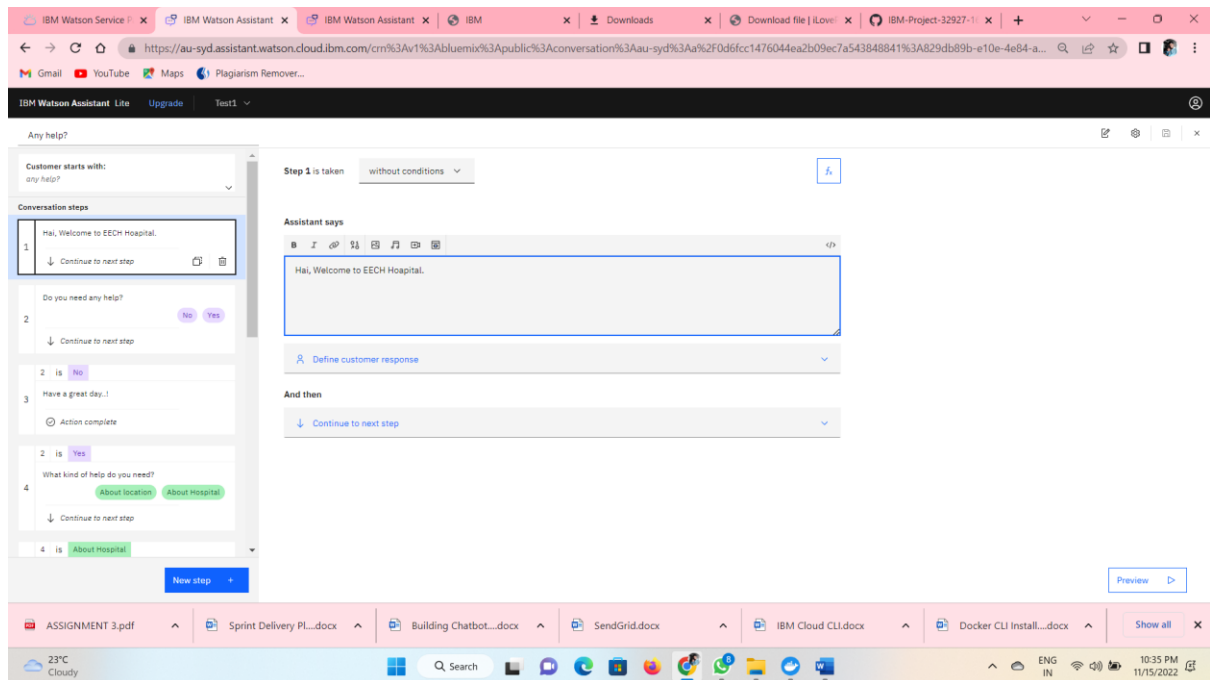 IBM Watson Service P
IBM Watson Assistant
IBM Watson Assistant
IBM
Downloads
Download file | iLove
IBM-Project-32927-1
https://au-syd.assistant.watson.cloud.ibm.com/crn%3Av1%3Abluemix%3Apublic%3Aconversation%3Aau-syd%3Aa%2F0d6fcc1476044ea2b09ec7a543848841%3A829db89b-e10e-4e84-a...
Gmail
YouTube
Maps
Plagiarism Remover...
IBM Watson Assistant Lite
Upgrade
Test1
Any help?
Customer starts with:
any help?
Conversation steps
1
Hai, Welcome to EECH Hoapital.
Continue to next step
2
Do you need any help?
No
Yes
Continue to next step
2 is No
3
Have a great day..!
Action complete
2 is Yes
4
What kind of help do you need?
About location
About Hospital
Continue to next step
4 is About Hospital
New step +
Step 1 is taken
without conditions
fx
Assistant says
B I
</>
Hai, Welcome to EECH Hoapital.
Define customer response
And then
Continue to next step
Preview
ASSIGNMENT 3.pdf
Sprint Delivery Pl....docx
Building Chatbot....docx
SendGrid.docx
IBM Cloud CLI.docx
Docker CLI Install....docx
Show all
23°C
Cloudy
Search
9
ENG
IN
10:35 PM
11/15/2022